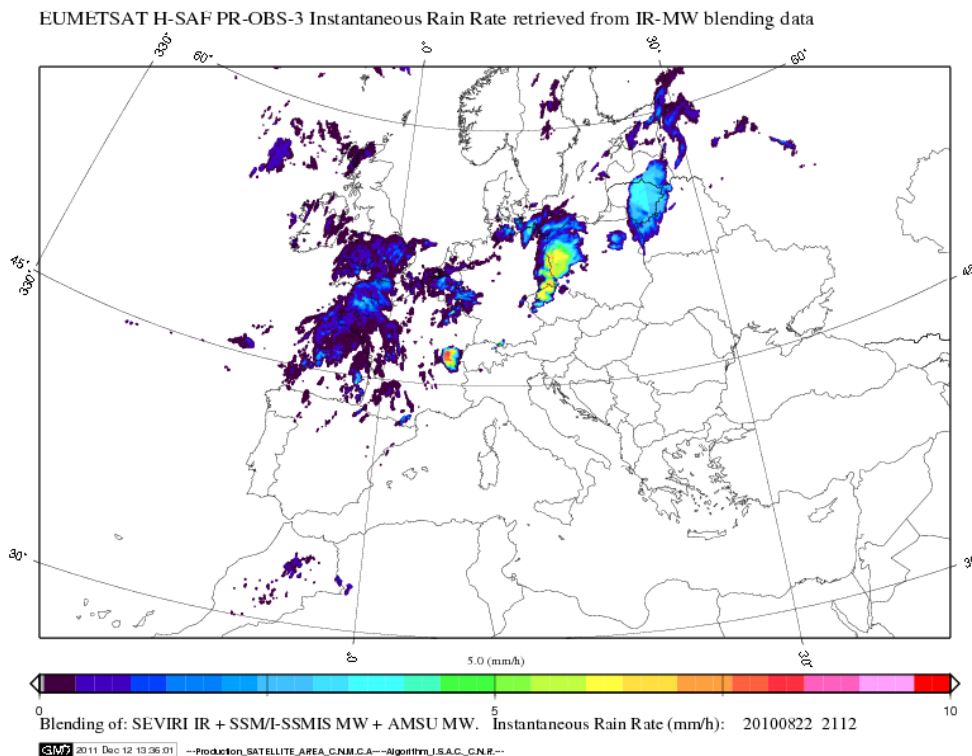 EUMETSAT H-SAF PR-OBS-3 Instantaneous Rain Rate retrieved from IR-MW blending data
330° 60° 0° 30° 60°
45°
330°
30°
0° 30°
5.0 (mm/h)
0 5 10
Blending of: SEVIRI IR + SSM/I-SSMIS MW + AMSU MW. Instantaneous Rain Rate (mm/h): 20100822 2112
GMT 2011 Dec 12 13:36:01 ---Production_SATELLITE_AREA_C.N.M.C.A----Algorithm_I.S.A.C._C.N.R.---